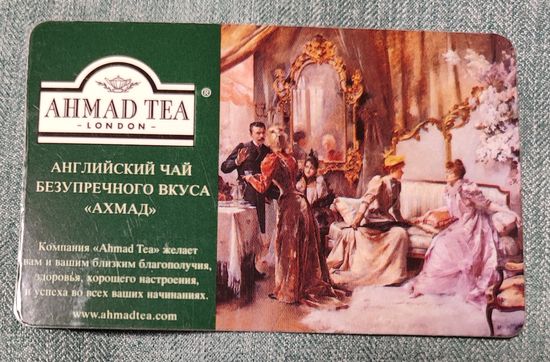 AHMAD TEA®
- LONDON -
АНГЛИЙСКИЙ ЧАЙ
БЕЗУПРЕЧНОГО ВКУСА
«АХМАД»
Компания «Ahmad Tea» желает
вам и вашим близким благополучия,
здоровья, хорошего настроения,
и успеха во всех ваших начинаниях.
www.ahmadtea.com